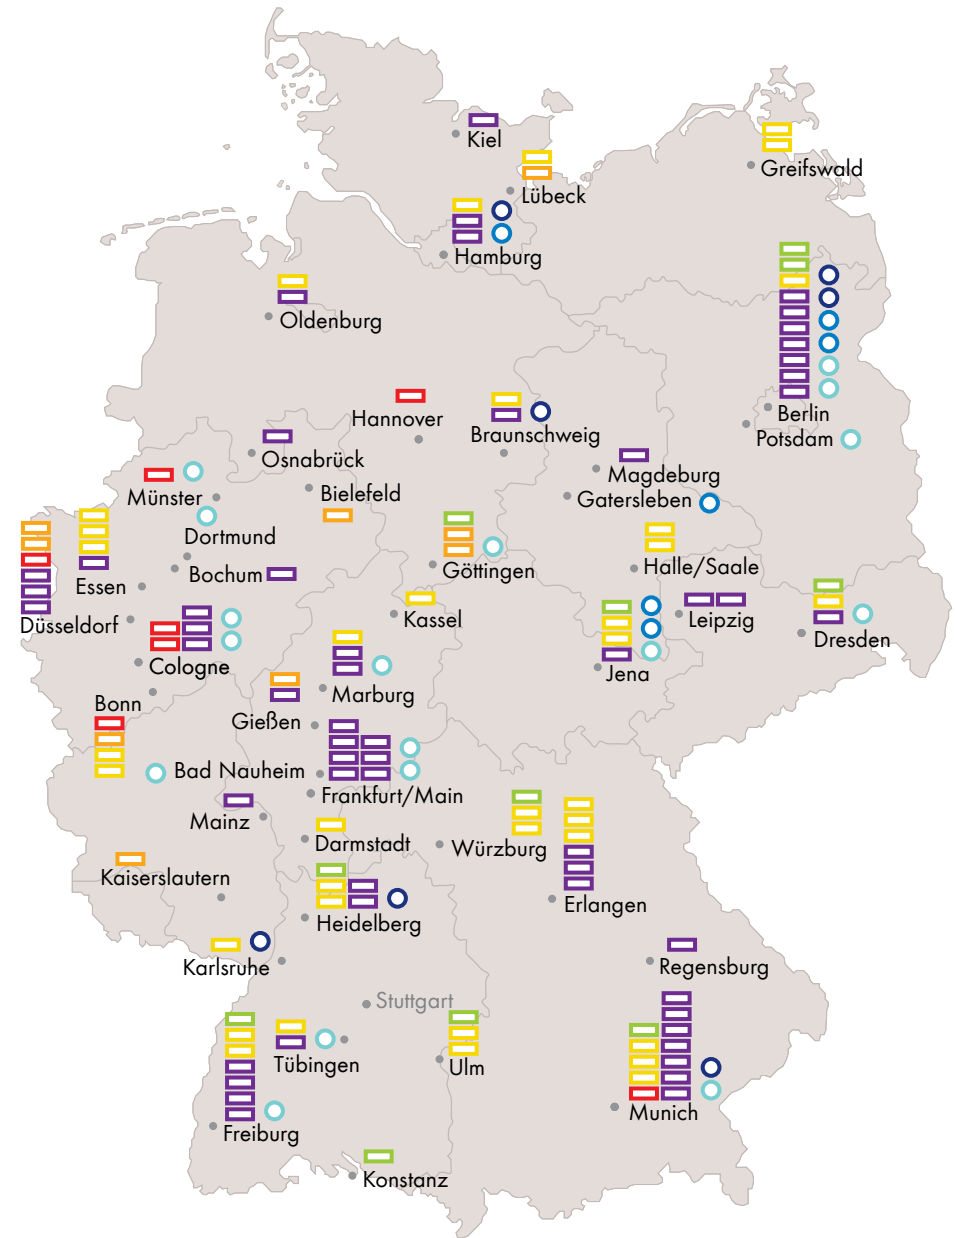 Kiel
Greifswald
Lübeck
Hamburg
Oldenburg
Hannover
Berlin
Braunschweig
Potsdam
Osnabrück
Magdeburg
Münster
Bielefeld
Gatersleben
Dortmund
Halle/Saale
Göttingen
Bochum
Essen
Kassel
Leipzig
Düsseldorf
Dresden
Cologne
Jena
Marburg
Bonn
Gießen
Bad Nauheim
Frankfurt/Main
Mainz
Darmstadt
Würzburg
Kaiserslautern
Erlangen
Heidelberg
Karlsruhe
Regensburg
Stuttgart
Tübingen
Ulm
Munich
Freiburg
Konstanz